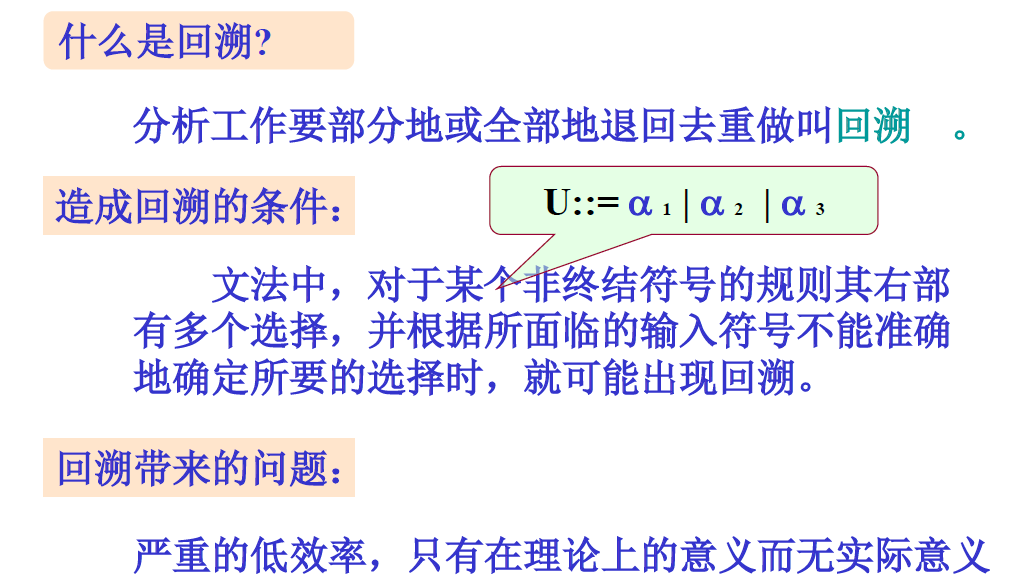 什么是回溯?
分析工作要部分地或全部地退回去重做叫回溯 。
造成回溯的条件:
U::= α 1 | α 2 | α 3
文法中，对于某个非终结符号的规则其右部
有多个选择，并根据所面临的输入符号不能准确
地确定所要的选择时，就可能出现回溯。
回溯带来的问题:
严重的低效率，只有在理论上的意义而无实际意义